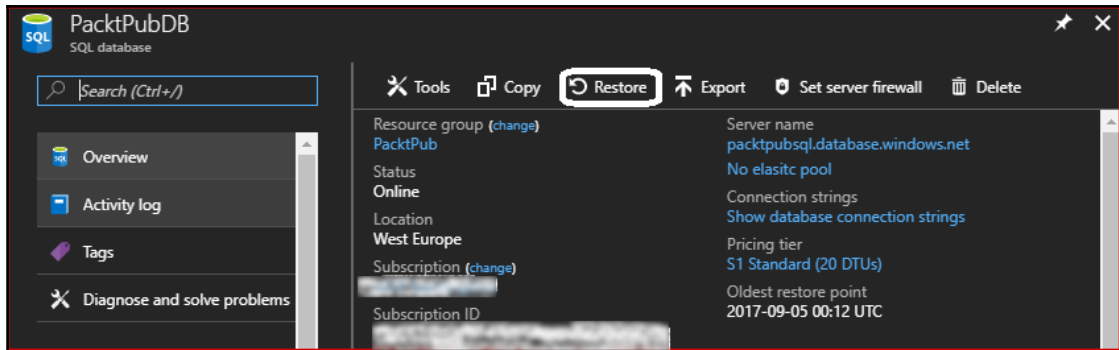 PacktPubDB
SQL
SQL database
Search (Ctrl+/)
Overview
Activity log
Tags
Diagnose and solve problems
Tools Copy Restore Export Set server firewall Delete
Resource group (change)
PacktPub
Status
Online
Location
West Europe
Subscription (change)
Subscription ID
Server name
packtpubsql.database.windows.net
No elasitc pool
Connection strings
Show database connection strings
Pricing tier
S1 Standard (20 DTUs)
Oldest restore point
2017-09-05 00:12 UTC